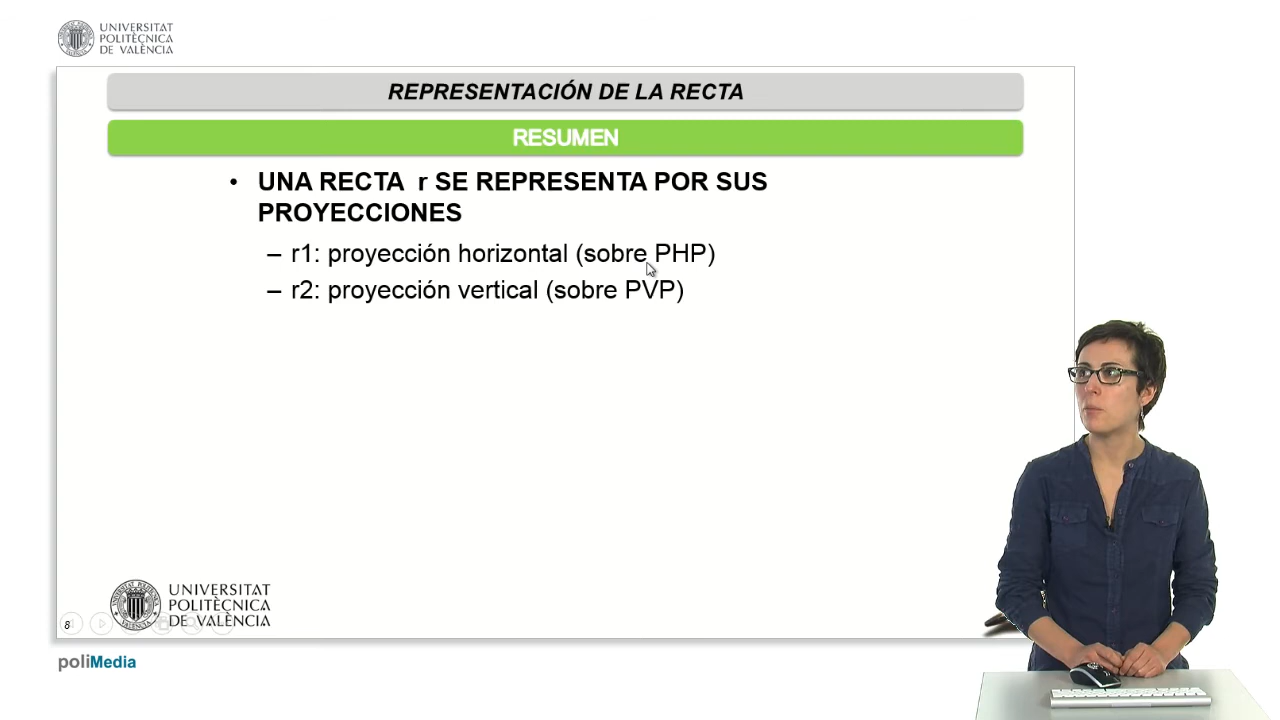 UNIVERSITAT
POLITÈCNICA
DE VALÈNCIA
REPRESENTACIÓN DE LA RECTA
RESUMEN
• UNA RECTA r SE REPRESENTA POR SUS
PROYECCIONES
– r1: proyección horizontal (sobre PHP)
– r2: proyección vertical (sobre PVP)
UNIVERSITAT
POLITÈCNICA
DE VALÈNCIA
8
poliMedia